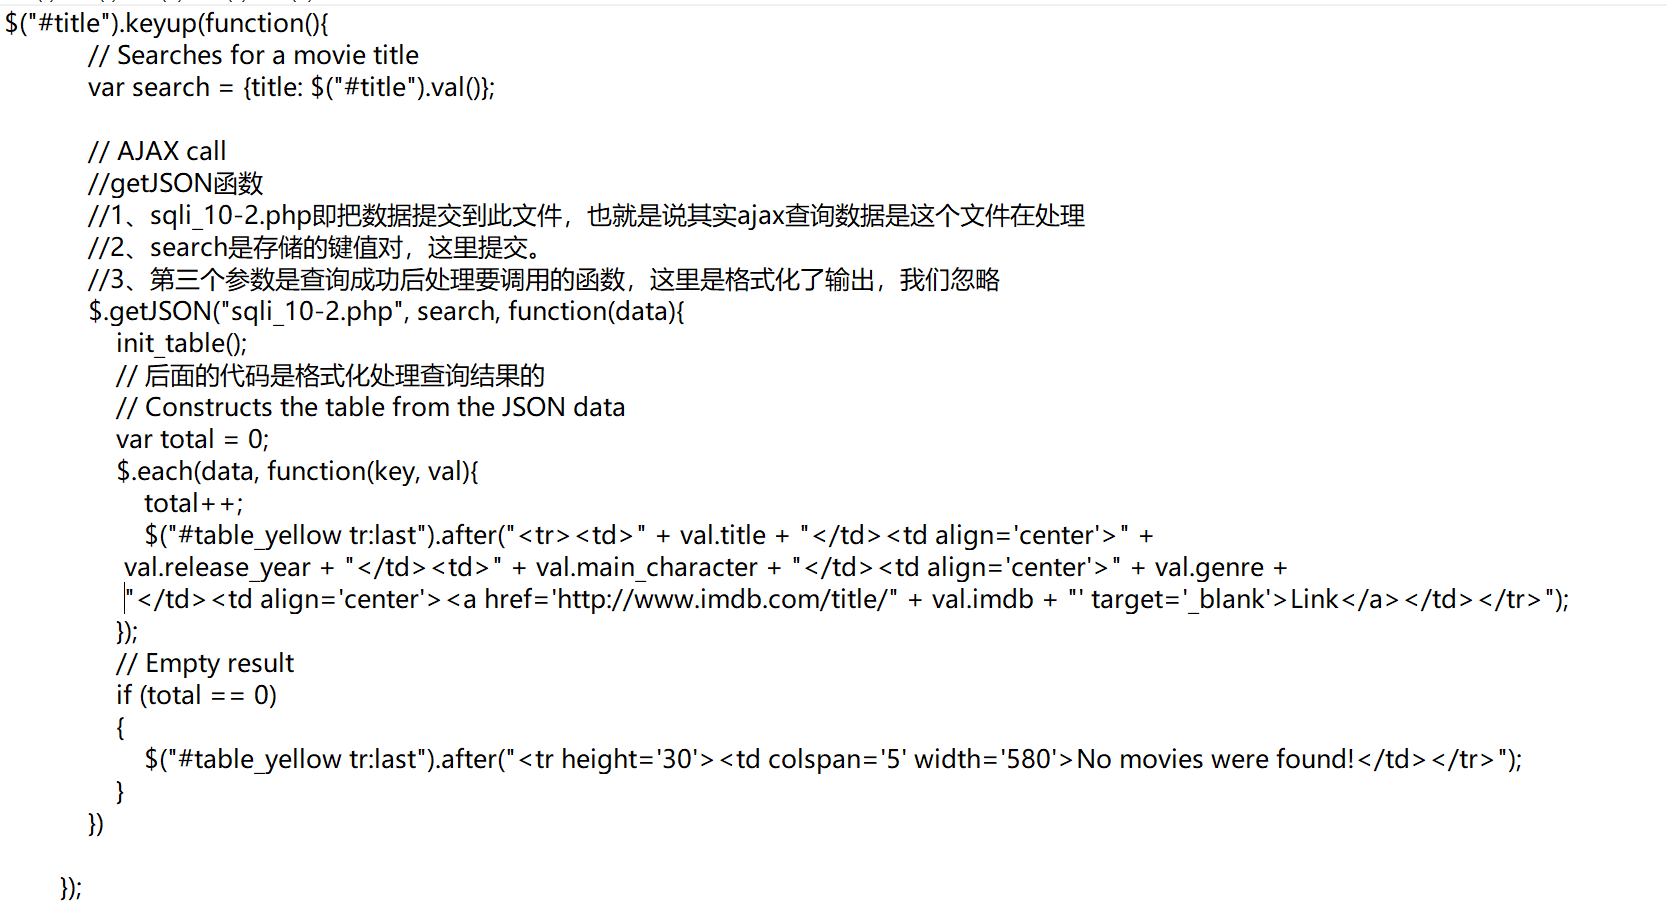 $("#title").keyup(function(){
// Searches for a movie title
var search = {title: $("#title").val()};
// AJAX call
//getJSON函数
//1、sqli_10-2.php即把数据提交到此文件，也就是说其实ajax查询数据是这个文件在处理
//2、search是存储的键值对，这里提交。
//3、第三个参数是查询成功后处理要调用的函数，这里是格式化了输出，我们忽略
$.getJSON("sqli_10-2.php", search, function(data){
init_table();
// 后面的代码是格式化处理查询结果的
// Constructs the table from the JSON data
var total = 0;
$.each(data, function(key, val){
total++;
$("#table_yellow tr:last").after("<tr><td>" + val.title + "</td><td align='center'>" +
val.release_year + "</td><td>" + val.main_character + "</td><td align='center'>" + val.genre +
"</td><td align='center'><a href='http://www.imdb.com/title/" + val.imdb + "' target='_blank'>Link</a></td></tr>");
});
// Empty result
if (total == 0)
{
$("#table_yellow tr:last").after("<tr height='30'><td colspan='5' width='580'>No movies were found!</td></tr>");
}
})
});